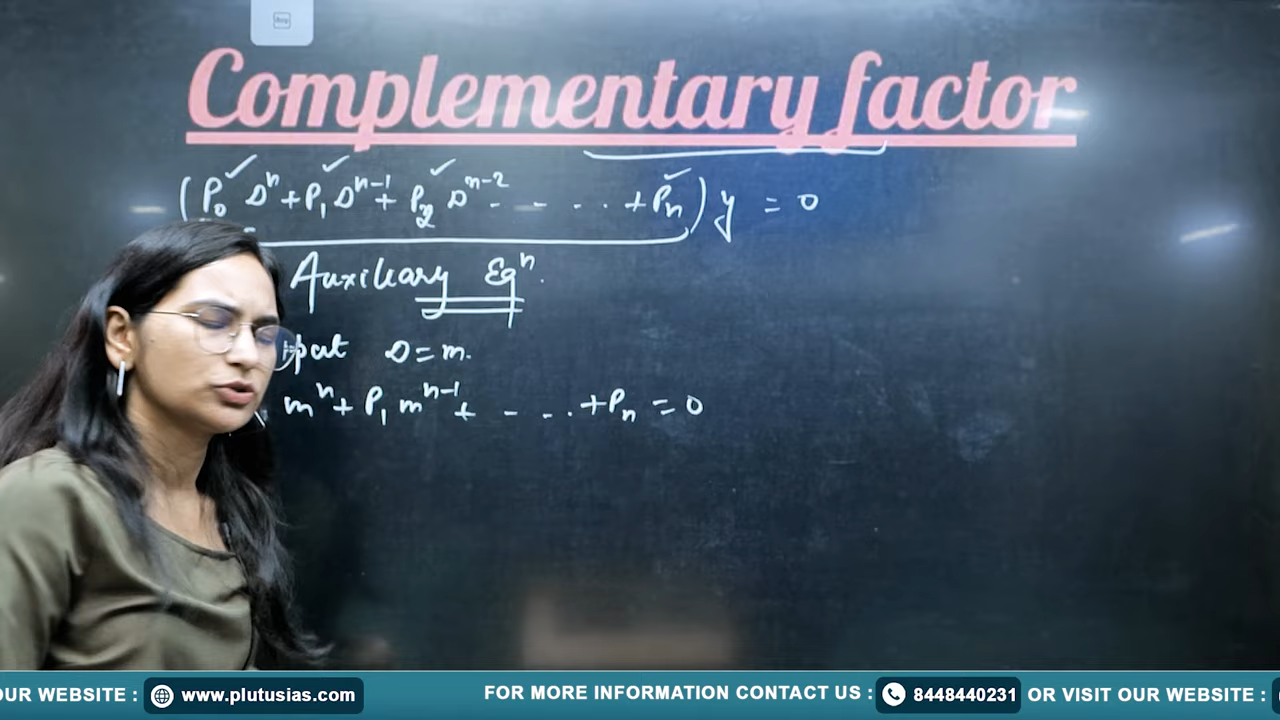 Complementary factor
(P₀ Dⁿ + P₁ Dⁿ⁻¹ + P₂ Dⁿ⁻² - - - . . . + Pₙ) y = 0
Auxiliary Eqⁿ.
put D = m.
mⁿ + P₁ mⁿ⁻¹ + - - . . . + Pₙ = 0
OUR WEBSITE : www.plutusias.com FOR MORE INFORMATION CONTACT US : 8448440231 OR VISIT OUR WEBSITE :